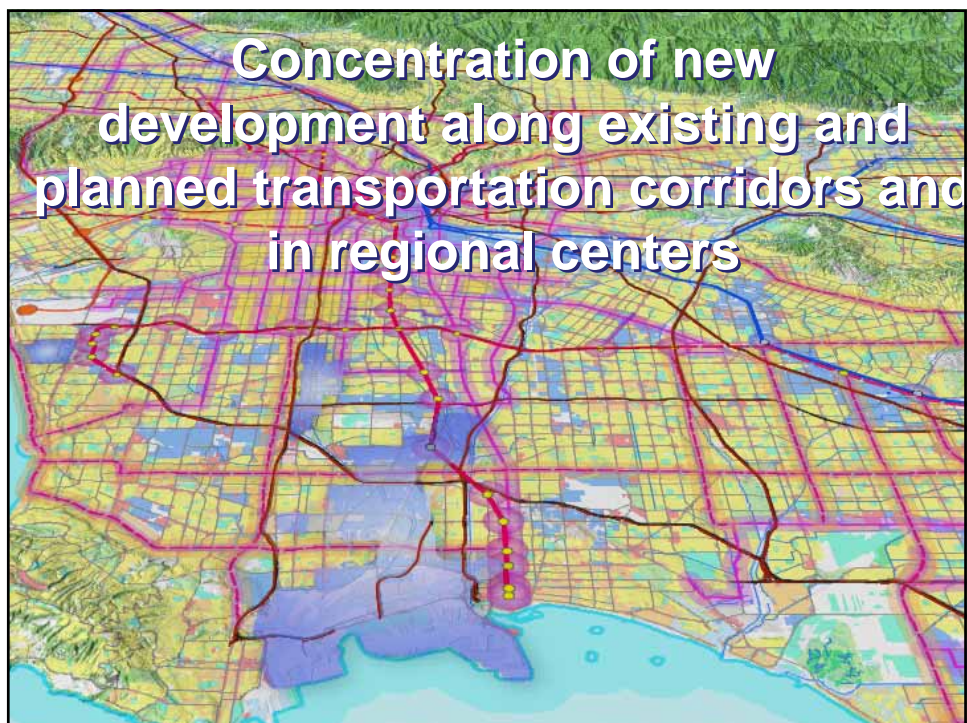 Concentration of new
development along existing and
planned transportation corridors and
in regional centers